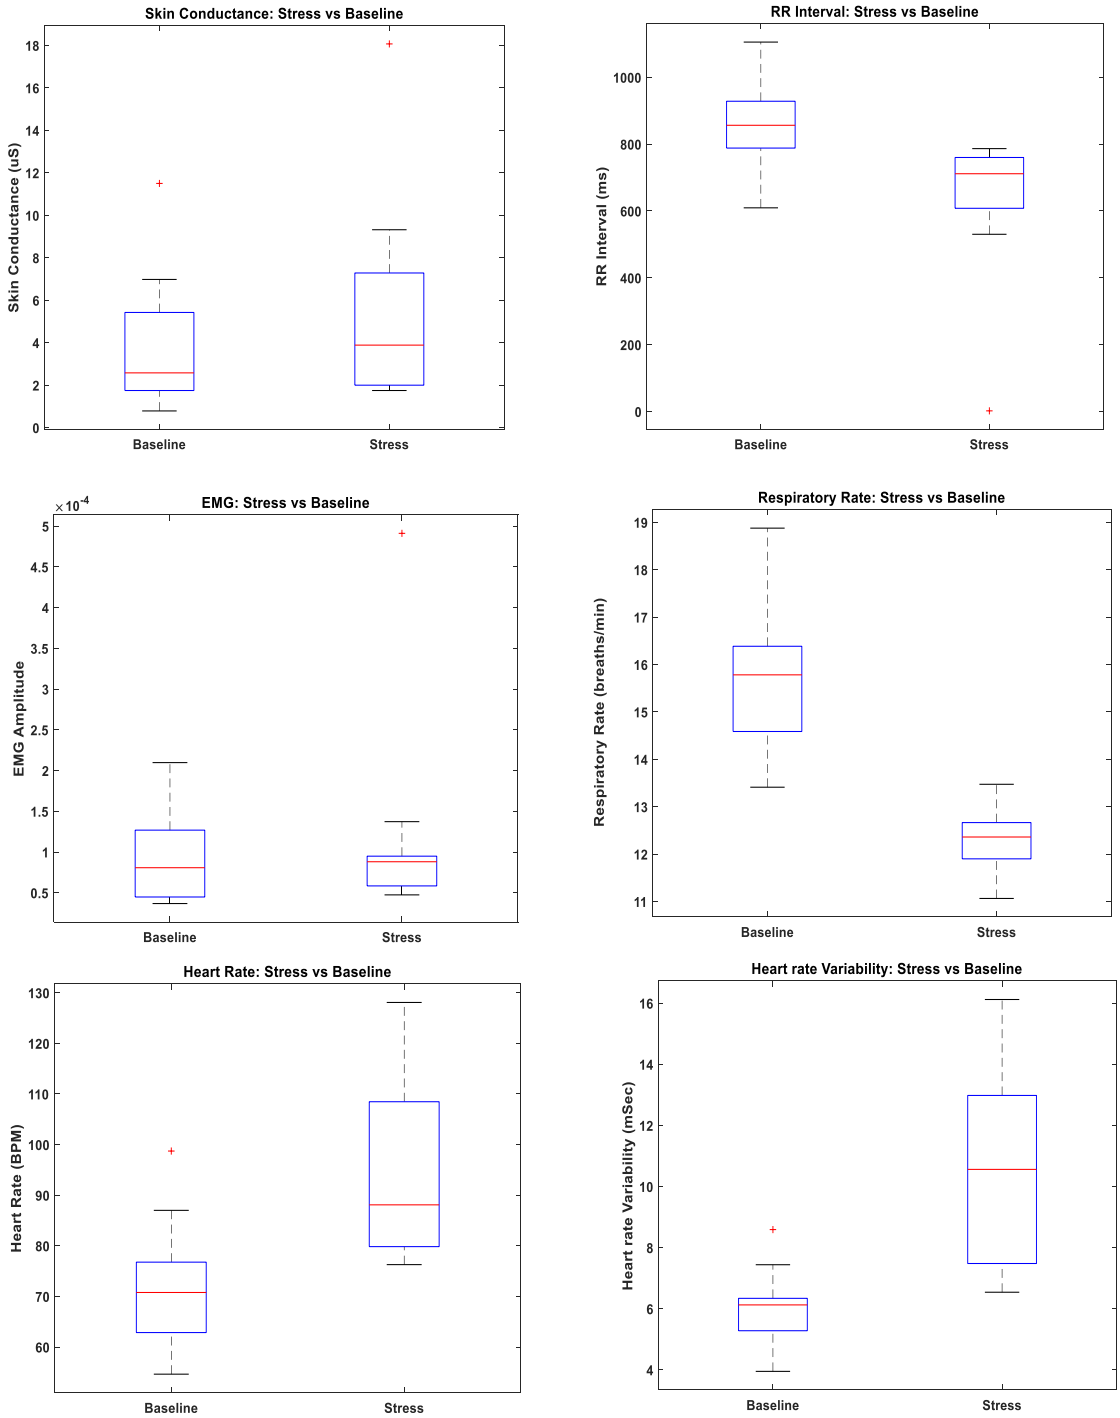 Skin Conductance: Stress vs Baseline
18
16
14
12
10
8
6
4
2
0
Skin Conductance (uS)
Baseline Stress
RR Interval: Stress vs Baseline
1000
800
600
400
200
0
RR Interval (ms)
Baseline Stress
EMG: Stress vs Baseline
×10-4
5
4.5
4
3.5
3
2.5
2
1.5
1
0.5
EMG Amplitude
Baseline Stress
Respiratory Rate: Stress vs Baseline
19
18
17
16
15
14
13
12
11
Respiratory Rate (breaths/min)
Baseline Stress
Heart Rate: Stress vs Baseline
130
120
110
100
90
80
70
60
Heart Rate (BPM)
Baseline Stress
Heart rate Variability: Stress vs Baseline
16
14
12
10
8
6
4
Heart rate Variability (mSec)
Baseline Stress